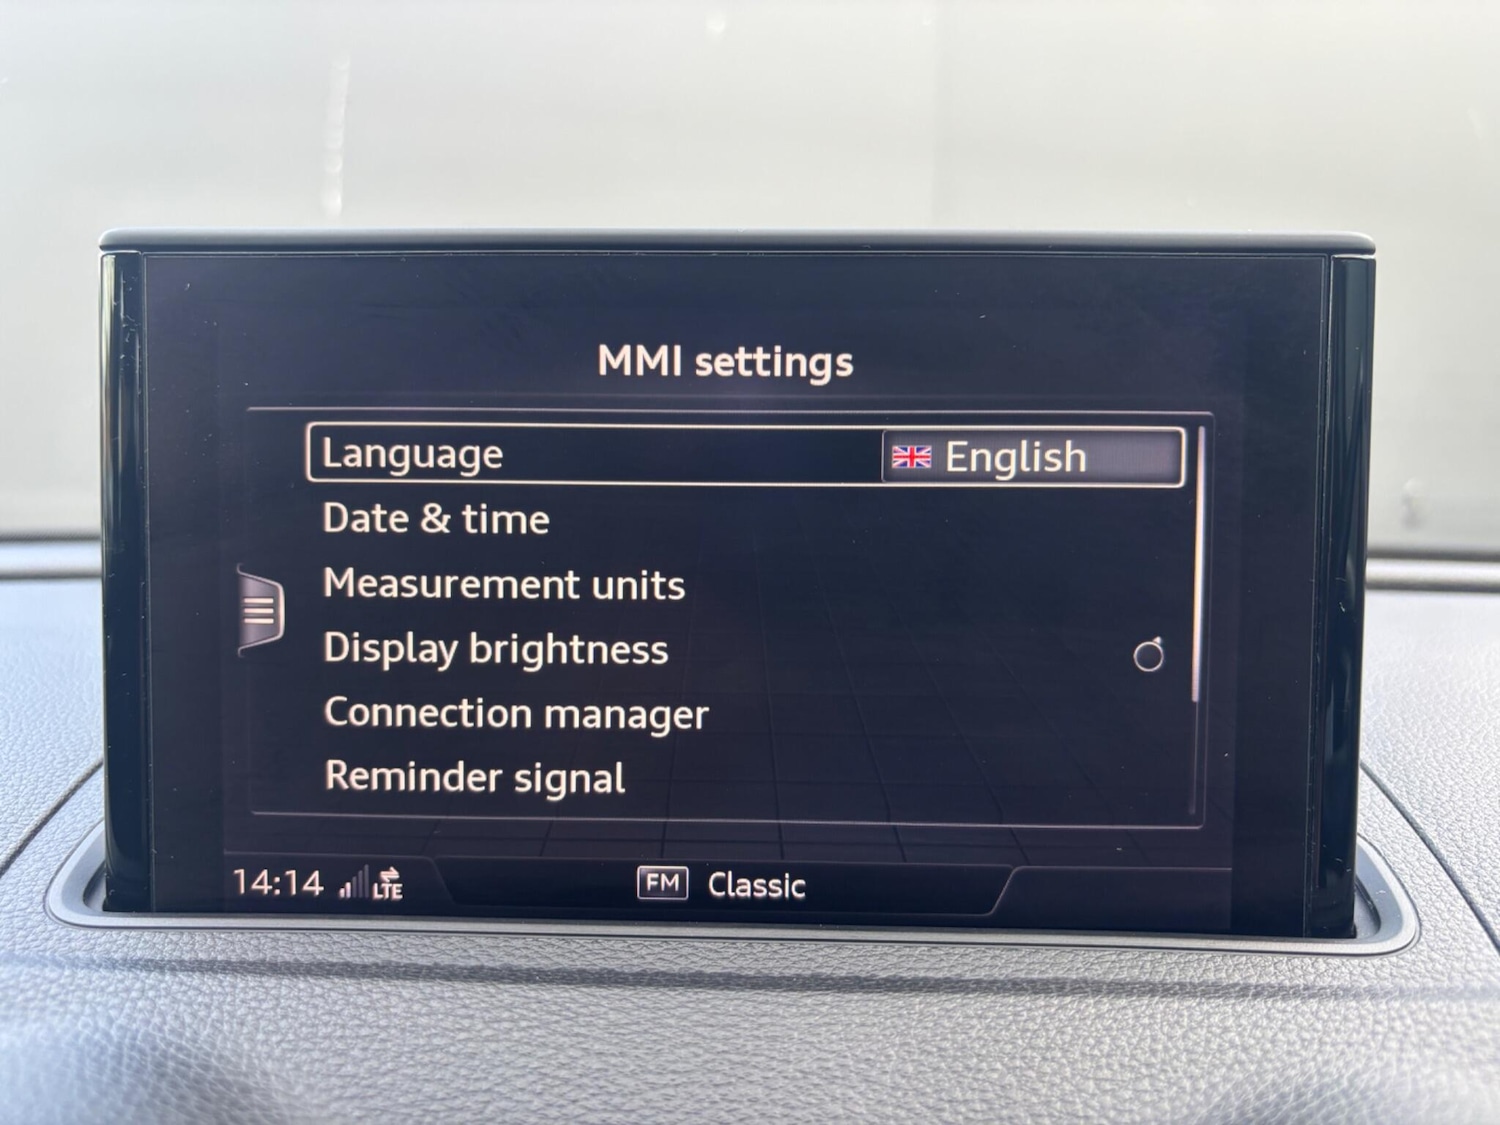 MMI settings
Language English
Date & time
Measurement units
Display brightness
Connection manager
Reminder signal
14:14 LTE FM Classic